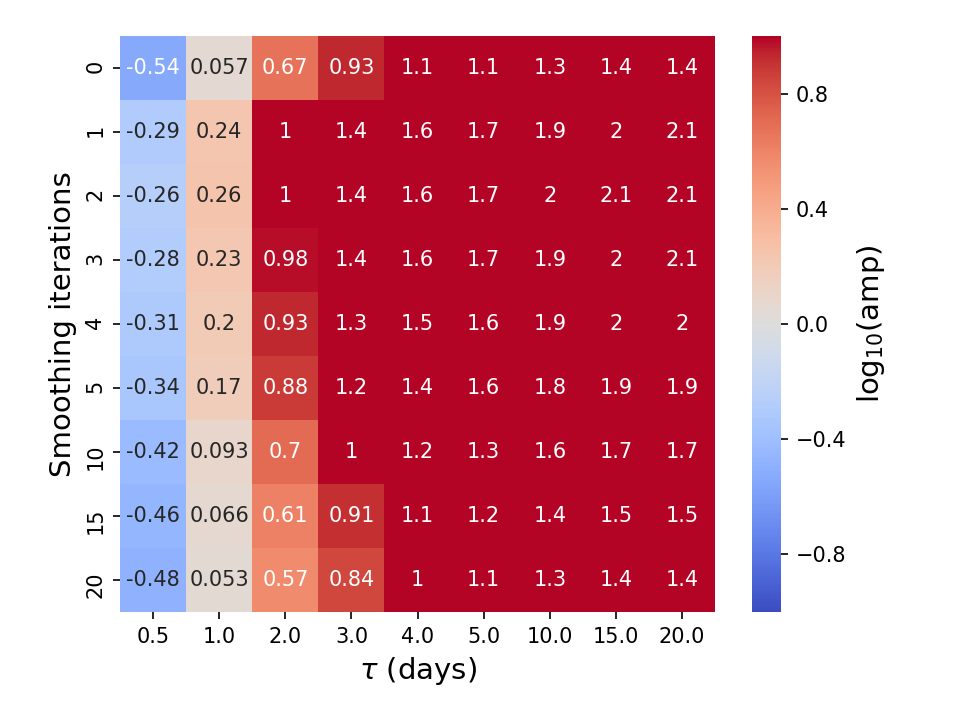 Smoothing iterations
0 -0.54 0.057 0.67 0.93 1.1 1.1 1.3 1.4 1.4
1 -0.29 0.24 1 1.4 1.6 1.7 1.9 2 2.1
2 -0.26 0.26 1 1.4 1.6 1.7 2 2.1 2.1
3 -0.28 0.23 0.98 1.4 1.6 1.7 1.9 2 2.1
4 -0.31 0.2 0.93 1.3 1.5 1.6 1.9 2 2
5 -0.34 0.17 0.88 1.2 1.4 1.6 1.8 1.9 1.9
10 -0.42 0.093 0.7 1 1.2 1.3 1.6 1.7 1.7
15 -0.46 0.066 0.61 0.91 1.1 1.2 1.4 1.5 1.5
20 -0.48 0.053 0.57 0.84 1 1.1 1.3 1.4 1.4
0.5 1.0 2.0 3.0 4.0 5.0 10.0 15.0 20.0
τ (days)
0.8
0.4
0.0
−0.4
−0.8
log₁₀(amp)